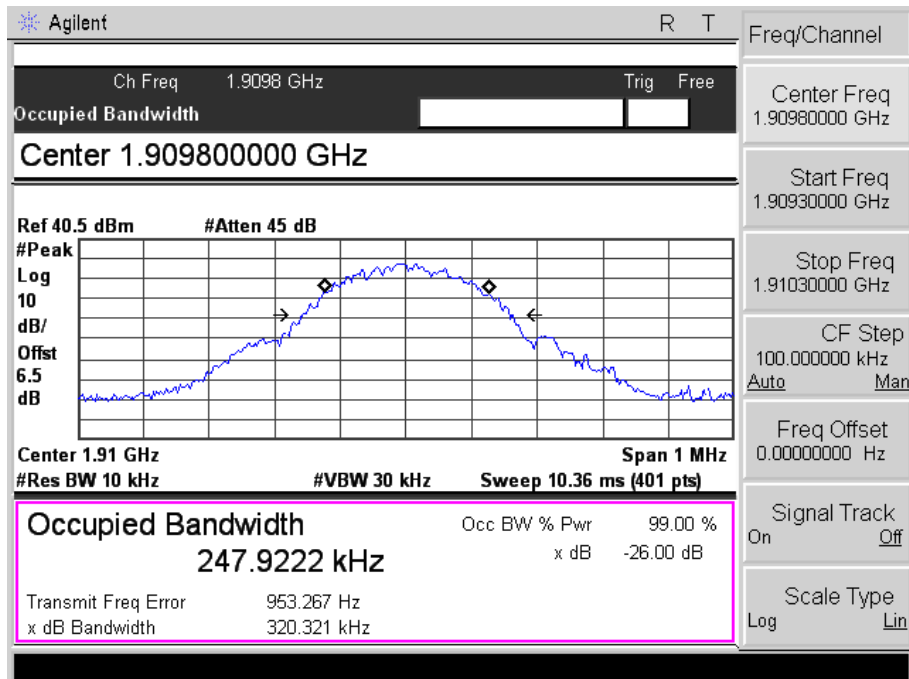 Agilent R T
Ch Freq 1.9098 GHz Trig Free
Occupied Bandwidth
Center 1.909800000 GHz
Ref 40.5 dBm #Atten 45 dB
#Peak
Log
10
dB/
Offst
6.5
dB
Center 1.91 GHz Span 1 MHz
#Res BW 10 kHz #VBW 30 kHz Sweep 10.36 ms (401 pts)
Occupied Bandwidth
247.9222 kHz
Occ BW % Pwr 99.00 %
x dB -26.00 dB
Transmit Freq Error 953.267 Hz
x dB Bandwidth 320.321 kHz
Freq/Channel
Center Freq
1.90980000 GHz
Start Freq
1.90930000 GHz
Stop Freq
1.91030000 GHz
CF Step
100.000000 kHz
Auto Man
Freq Offset
0.00000000 Hz
Signal Track
On Off
Scale Type
Log Lin